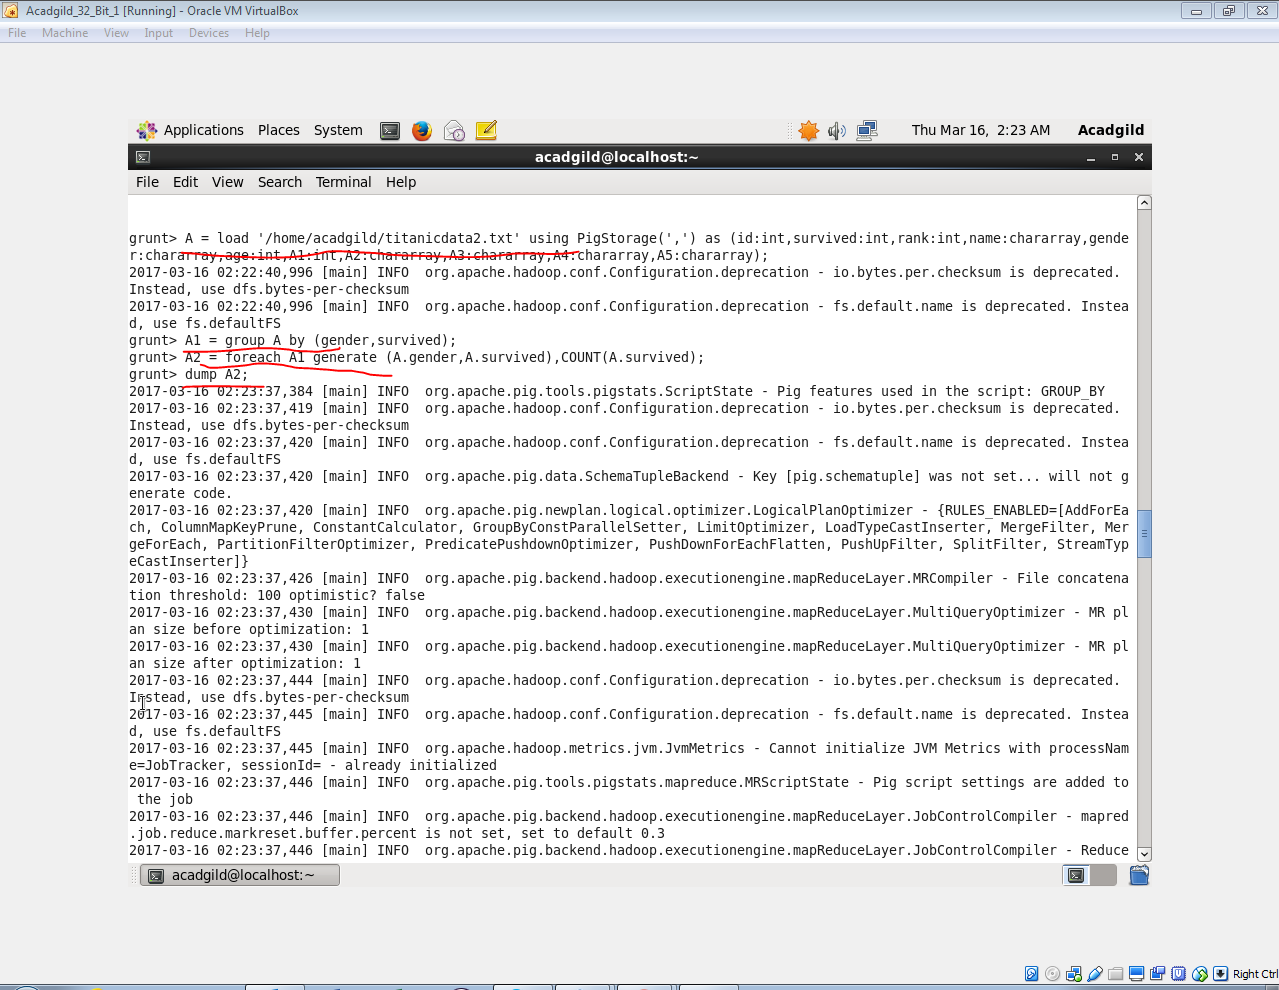 Acadgild_32_Bit_1 [Running] - Oracle VM VirtualBox
File Machine View Input Devices Help
Applications Places System Thu Mar 16, 2:23 AM Acadgild
acadgild@localhost:~
File Edit View Search Terminal Help
grunt> A = load '/home/acadgild/titanicdata2.txt' using PigStorage(',') as (id:int,survived:int,rank:int,name:chararray,gende
r:chararray,age:int,A1:int,A2:chararray,A3:chararray,A4:chararray,A5:chararray);
2017-03-16 02:22:40,996 [main] INFO  org.apache.hadoop.conf.Configuration.deprecation - io.bytes.per.checksum is deprecated.
Instead, use dfs.bytes-per-checksum
2017-03-16 02:22:40,996 [main] INFO  org.apache.hadoop.conf.Configuration.deprecation - fs.default.name is deprecated. Instea
d, use fs.defaultFS
grunt> A1 = group A by (gender,survived);
grunt> A2 = foreach A1 generate (A.gender,A.survived),COUNT(A.survived);
grunt> dump A2;
2017-03-16 02:23:37,384 [main] INFO  org.apache.pig.tools.pigstats.ScriptState - Pig features used in the script: GROUP_BY
2017-03-16 02:23:37,419 [main] INFO  org.apache.hadoop.conf.Configuration.deprecation - io.bytes.per.checksum is deprecated.
Instead, use dfs.bytes-per-checksum
2017-03-16 02:23:37,420 [main] INFO  org.apache.hadoop.conf.Configuration.deprecation - fs.default.name is deprecated. Instea
d, use fs.defaultFS
2017-03-16 02:23:37,420 [main] INFO  org.apache.pig.data.SchemaTupleBackend - Key [pig.schematuple] was not set... will not g
enerate code.
2017-03-16 02:23:37,420 [main] INFO  org.apache.pig.newplan.logical.optimizer.LogicalPlanOptimizer - {RULES_ENABLED=[AddForEa
ch, ColumnMapKeyPrune, ConstantCalculator, GroupByConstParallelSetter, LimitOptimizer, LoadTypeCastInserter, MergeFilter, Mer
geForEach, PartitionFilterOptimizer, PredicatePushdownOptimizer, PushDownForEachFlatten, PushUpFilter, SplitFilter, StreamTyp
eCastInserter]}
2017-03-16 02:23:37,426 [main] INFO  org.apache.pig.backend.hadoop.executionengine.mapReduceLayer.MRCompiler - File concatena
tion threshold: 100 optimistic? false
2017-03-16 02:23:37,430 [main] INFO  org.apache.pig.backend.hadoop.executionengine.mapReduceLayer.MultiQueryOptimizer - MR pl
an size before optimization: 1
2017-03-16 02:23:37,430 [main] INFO  org.apache.pig.backend.hadoop.executionengine.mapReduceLayer.MultiQueryOptimizer - MR pl
an size after optimization: 1
2017-03-16 02:23:37,444 [main] INFO  org.apache.hadoop.conf.Configuration.deprecation - io.bytes.per.checksum is deprecated.
Instead, use dfs.bytes-per-checksum
2017-03-16 02:23:37,445 [main] INFO  org.apache.hadoop.conf.Configuration.deprecation - fs.default.name is deprecated. Instea
d, use fs.defaultFS
2017-03-16 02:23:37,445 [main] INFO  org.apache.hadoop.metrics.jvm.JvmMetrics - Cannot initialize JVM Metrics with processNam
e=JobTracker, sessionId= - already initialized
2017-03-16 02:23:37,446 [main] INFO  org.apache.pig.tools.pigstats.mapreduce.MRScriptState - Pig script settings are added to
 the job
2017-03-16 02:23:37,446 [main] INFO  org.apache.pig.backend.hadoop.executionengine.mapReduceLayer.JobControlCompiler - mapred
.job.reduce.markreset.buffer.percent is not set, set to default 0.3
2017-03-16 02:23:37,446 [main] INFO  org.apache.pig.backend.hadoop.executionengine.mapReduceLayer.JobControlCompiler - Reduce
acadgild@localhost:~
Right Ctrl